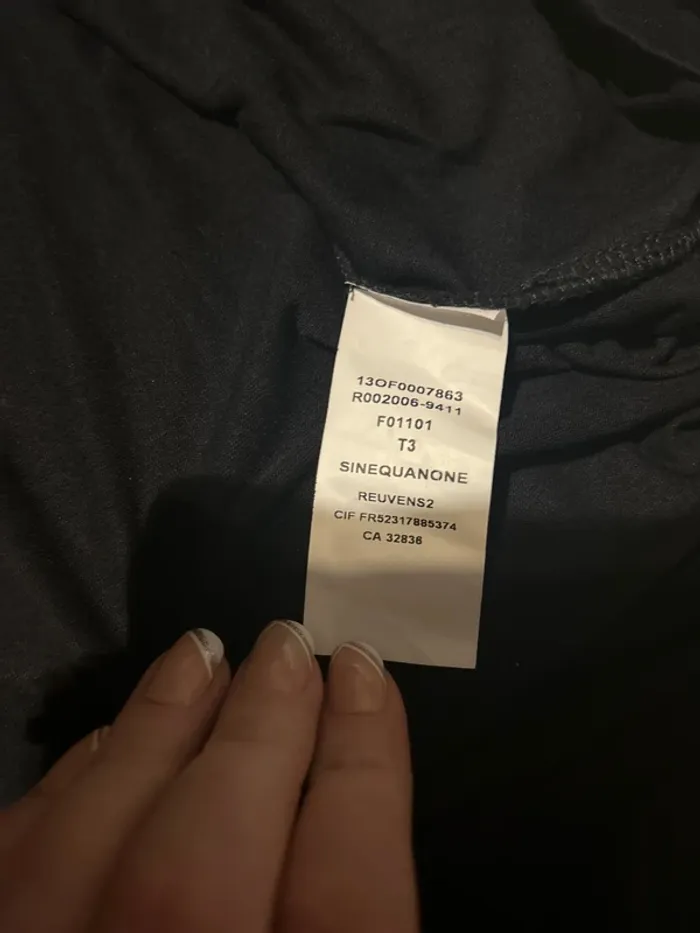 13OF0007863
R002006-9411
F01101
T3
SINEQUANONE
REUVENS2
CIF FR52317885374
CA 32836